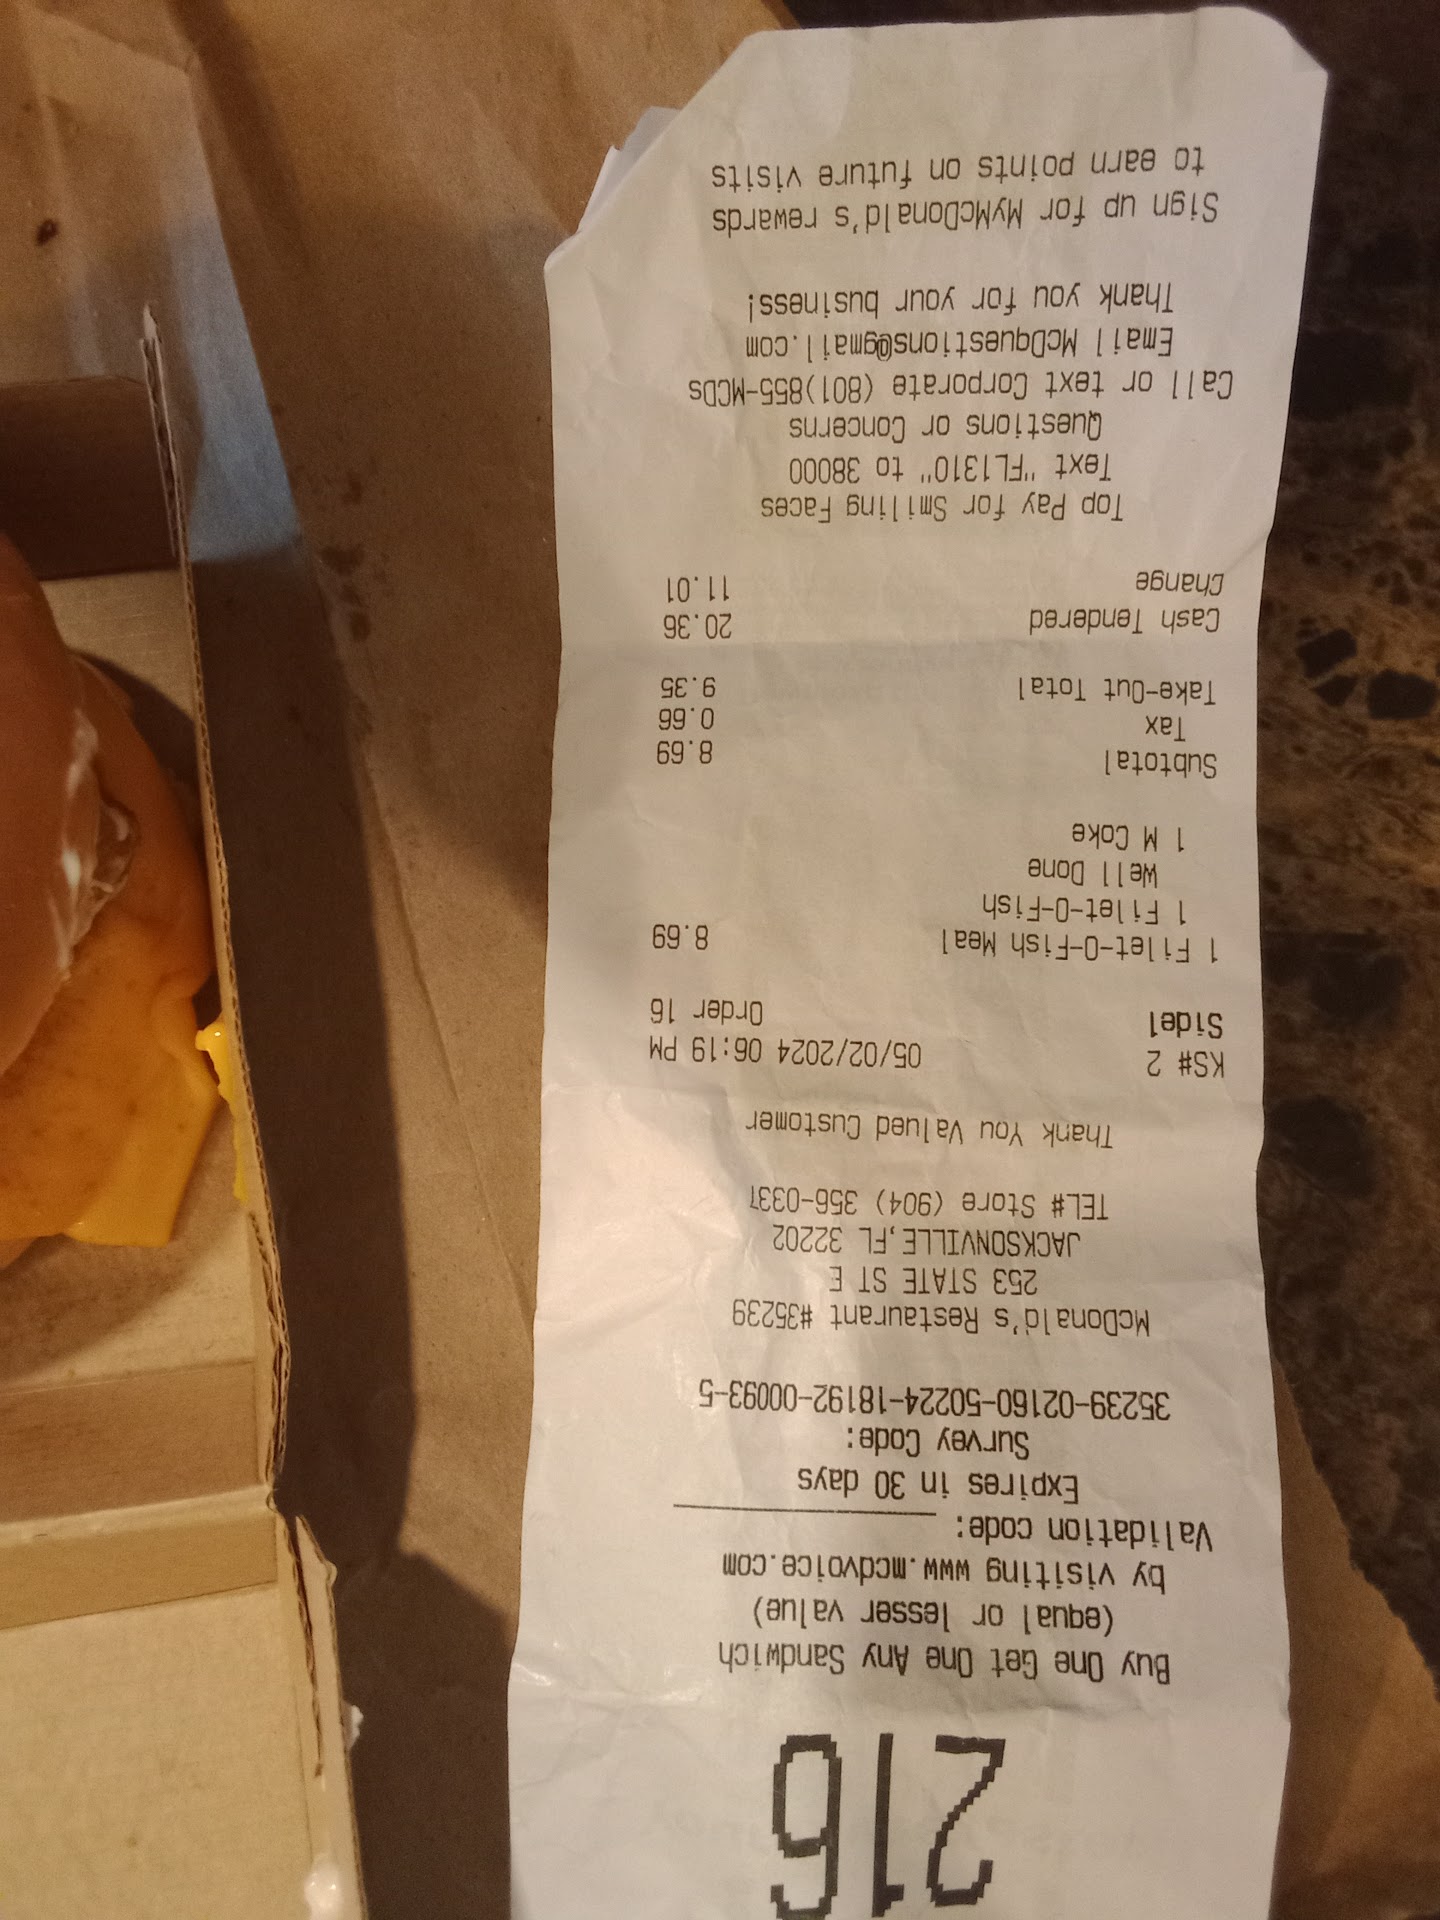 216
Buy One Get One Any Sandwich
(equal or lesser value)
by visiting www.mcdvoice.com
Validation code: ____________
Expires in 30 days
Survey Code:
35239-02160-50224-18192-00093-5
McDonald's Restaurant #35239
253 STATE ST E
JACKSONVILLE,FL 32202
TEL# Store (904) 356-0337
Thank You Valued Customer
KS# 2 05/02/2024 06:19 PM
Side1 Order 16
1 Filet-O-Fish Meal 8.69
1 Filet-O-Fish
Well Done
1 M Coke
Subtotal 8.69
Tax 0.66
Take-Out Total 9.35
Cash Tendered 20.36
Change 11.01
Top Pay for Smiling Faces
Text "FL1310" to 38000
Questions or Concerns
Call or text Corporate (801)855-MCDs
Email McDquestions@gmail.com
Thank you for your business!
Sign up for MyMcDonald's rewards
to earn points on future visits